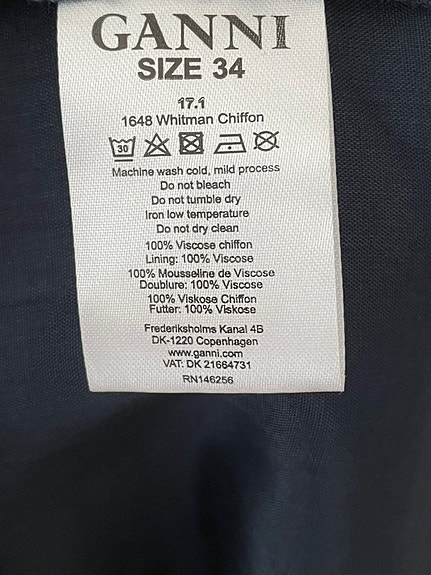 GANNI
SIZE 34
17.1
1648 Whitman Chiffon
30
Machine wash cold, mild process
Do not bleach
Do not tumble dry
Iron low temperature
Do not dry clean
100% Viscose chiffon
Lining: 100% Viscose
100% Mousseline de Viscose
Doublure: 100% Viscose
100% Viskose Chiffon
Futter: 100% Viskose
Frederiksholms Kanal 4B
DK-1220 Copenhagen
www.ganni.com
VAT: DK 21664731
RN146256